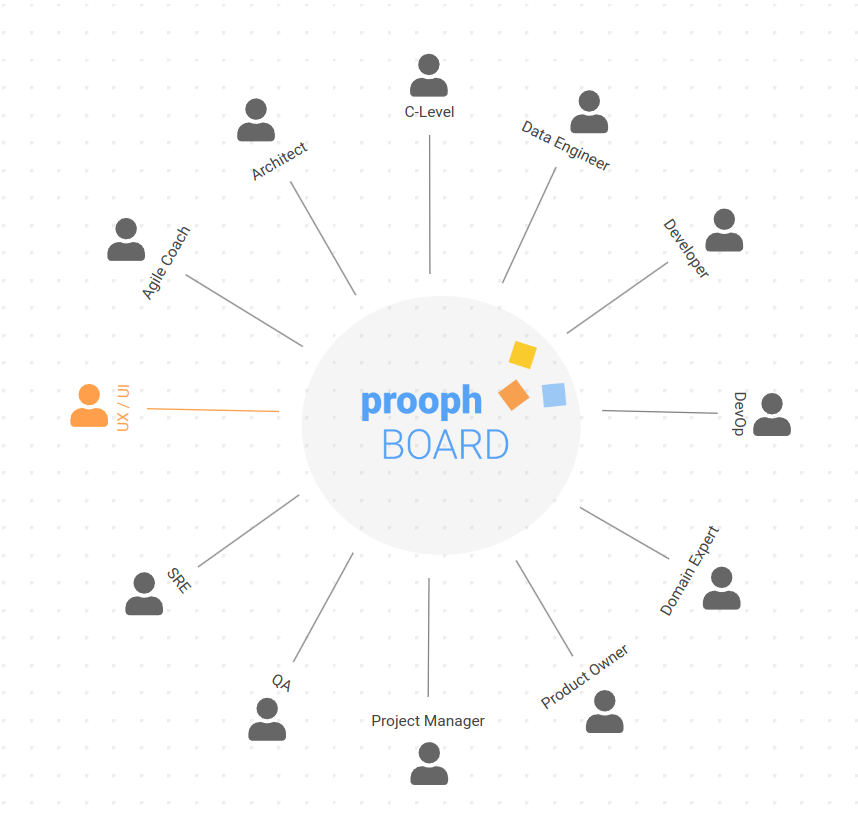 C-Level
Data Engineer
Architect
Developer
Agile Coach
UX / UI
prooph
BOARD
DevOp
Domain Expert
SRE
Product Owner
QA
Project Manager